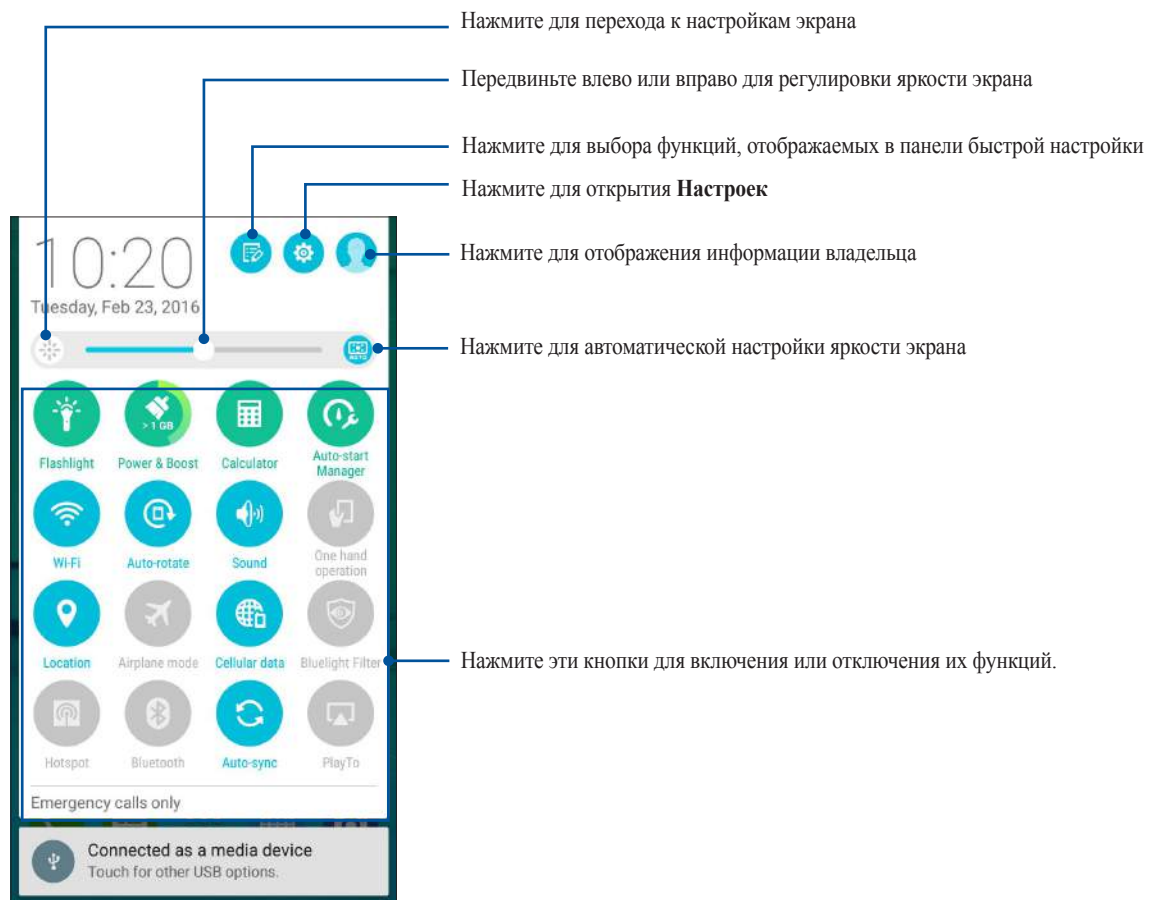 Нажмите для перехода к настройкам экрана
Передвиньте влево или вправо для регулировки яркости экрана
Нажмите для выбора функций, отображаемых в панели быстрой настройки
Нажмите для открытия Настроек
Нажмите для отображения информации владельца
10:20
Tuesday, Feb 23, 2016
AUTO
Нажмите для автоматической настройки яркости экрана
> 1 GB
Flashlight
Power & Boost
Calculator
Auto-start
Manager
Wi-Fi
Auto-rotate
Sound
One hand
operation
Location
Airplane mode
Cellular data
Bluelight Filter
Нажмите эти кнопки для включения или отключения их функций.
Hotspot
Bluetooth
Auto-sync
PlayTo
Emergency calls only
Connected as a media device
Touch for other USB options.